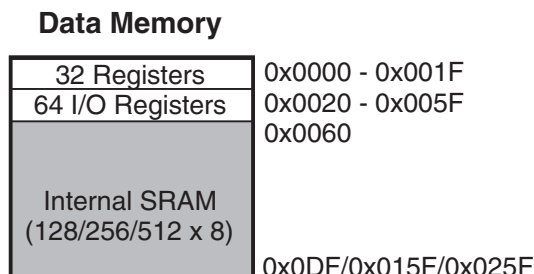 Data Memory
32 Registers 0x0000 - 0x001F
64 I/O Registers 0x0020 - 0x005F
0x0060
Internal SRAM
(128/256/512 x 8)
0x0DF/0x015F/0x025F